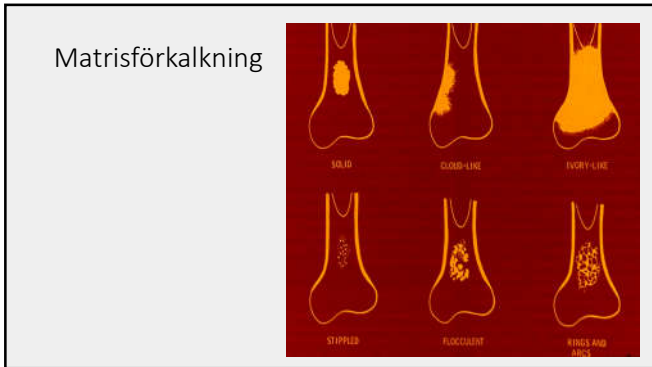 Matrisförkalkning
SOLID
CLOUD-LIKE
IVORY-LIKE
STIPPLED
FLOCCULENT
RINGS AND
ARCS